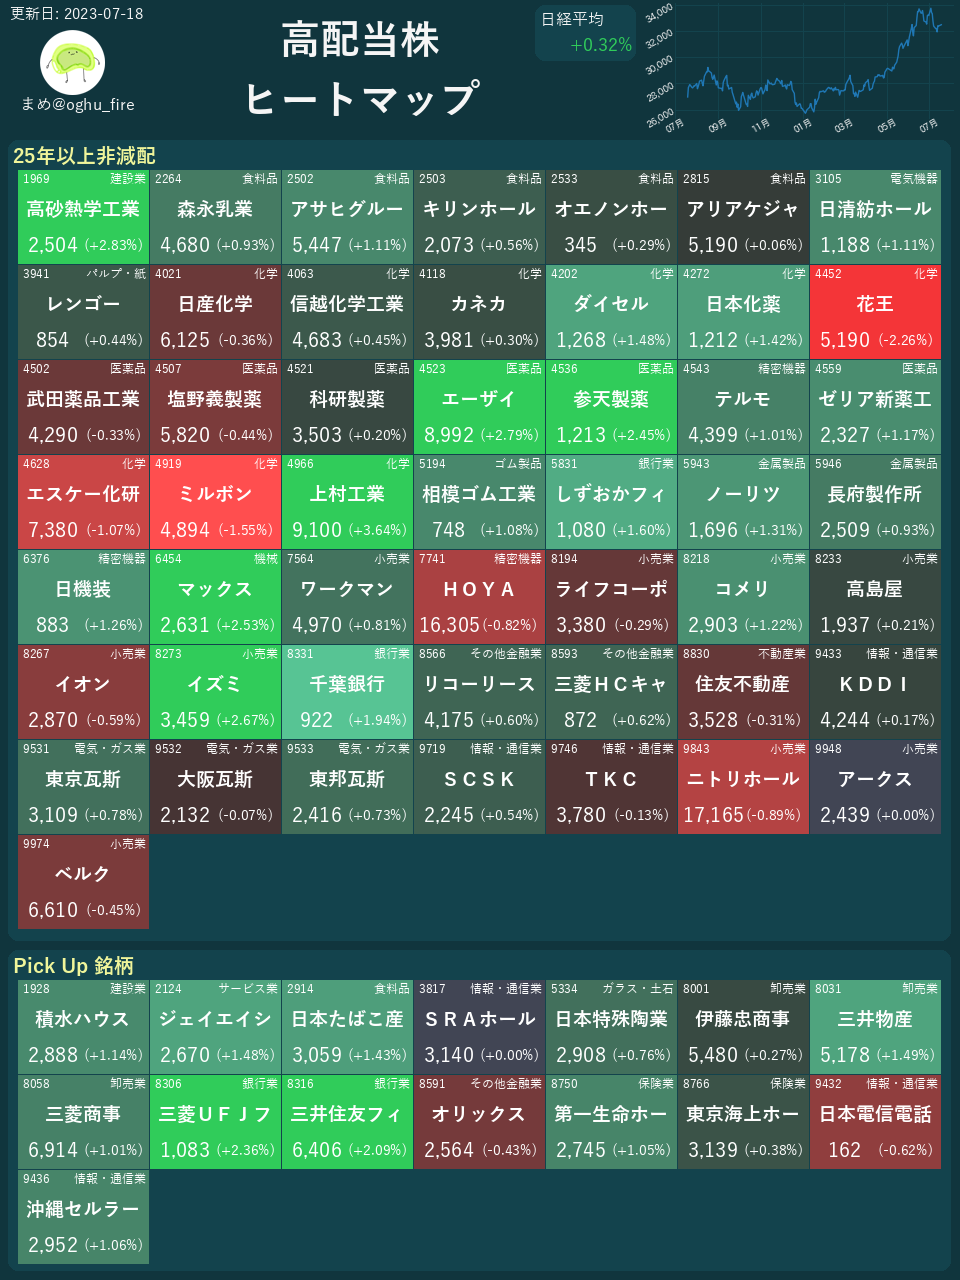 更新日: 2023-07-18
まめ@oghu_fire
高配当株
ヒートマップ
日経平均
+0.32%
34,000
32,000
30,000
28,000
26,000
07月 09月 11月 01月 03月 05月 07月
25年以上非減配
1969 建設業 2264 食料品 2502 食料品 2503 食料品 2533 食料品 2815 食料品 3105 電気機器
高砂熱学工業 森永乳業 アサヒグルー キリンホール オエノンホー アリアケジャ 日清紡ホール
2,504 (+2.83%) 4,680 (+0.93%) 5,447 (+1.11%) 2,073 (+0.56%) 345 (+0.29%) 5,190 (+0.06%) 1,188 (+1.11%)
3941 パルプ・紙 4021 化学 4063 化学 4118 化学 4202 化学 4272 化学 4452 化学
レンゴー 日産化学 信越化学工業 カネカ ダイセル 日本化薬 花王
854 (+0.44%) 6,125 (-0.36%) 4,683 (+0.45%) 3,981 (+0.30%) 1,268 (+1.48%) 1,212 (+1.42%) 5,190 (-2.26%)
4502 医薬品 4507 医薬品 4521 医薬品 4523 医薬品 4536 医薬品 4543 精密機器 4559 医薬品
武田薬品工業 塩野義製薬 科研製薬 エーザイ 参天製薬 テルモ ゼリア新薬工
4,290 (-0.33%) 5,820 (-0.44%) 3,503 (+0.20%) 8,992 (+2.79%) 1,213 (+2.45%) 4,399 (+1.01%) 2,327 (+1.17%)
4628 化学 4919 化学 4966 化学 5194 ゴム製品 5831 銀行業 5943 金属製品 5946 金属製品
エスケー化研 ミルボン 上村工業 相模ゴム工業 しずおかフィ ノーリツ 長府製作所
7,380 (-1.07%) 4,894 (-1.55%) 9,100 (+3.64%) 748 (+1.08%) 1,080 (+1.60%) 1,696 (+1.31%) 2,509 (+0.93%)
6376 精密機器 6454 機械 7564 小売業 7741 精密機器 8194 小売業 8218 小売業 8233 小売業
日機装 マックス ワークマン ＨＯＹＡ ライフコーポ コメリ 高島屋
883 (+1.26%) 2,631 (+2.53%) 4,970 (+0.81%) 16,305 (-0.82%) 3,380 (-0.29%) 2,903 (+1.22%) 1,937 (+0.21%)
8267 小売業 8273 小売業 8331 銀行業 8566 その他金融業 8593 その他金融業 8830 不動産業 9433 情報・通信業
イオン イズミ 千葉銀行 リコーリース 三菱ＨＣキャ 住友不動産 ＫＤＤＩ
2,870 (-0.59%) 3,459 (+2.67%) 922 (+1.94%) 4,175 (+0.60%) 872 (+0.62%) 3,528 (-0.31%) 4,244 (+0.17%)
9531 電気・ガス業 9532 電気・ガス業 9533 電気・ガス業 9719 情報・通信業 9746 情報・通信業 9843 小売業 9948 小売業
東京瓦斯 大阪瓦斯 東邦瓦斯 ＳＣＳＫ ＴＫＣ ニトリホール アークス
3,109 (+0.78%) 2,132 (-0.07%) 2,416 (+0.73%) 2,245 (+0.54%) 3,780 (-0.13%) 17,165 (-0.89%) 2,439 (+0.00%)
9974 小売業
ベルク
6,610 (-0.45%)
Pick Up 銘柄
1928 建設業 2124 サービス業 2914 食料品 3817 情報・通信業 5334 ガラス・土石 8001 卸売業 8031 卸売業
積水ハウス ジェイエイシ 日本たばこ産 ＳＲＡホール 日本特殊陶業 伊藤忠商事 三井物産
2,888 (+1.14%) 2,670 (+1.48%) 3,059 (+1.43%) 3,140 (+0.00%) 2,908 (+0.76%) 5,480 (+0.27%) 5,178 (+1.49%)
8058 卸売業 8306 銀行業 8316 銀行業 8591 その他金融業 8750 保険業 8766 保険業 9432 情報・通信業
三菱商事 三菱ＵＦＪフ 三井住友フィ オリックス 第一生命ホー 東京海上ホー 日本電信電話
6,914 (+1.01%) 1,083 (+2.36%) 6,406 (+2.09%) 2,564 (-0.43%) 2,745 (+1.05%) 3,139 (+0.38%) 162 (-0.62%)
9436 情報・通信業
沖縄セルラー
2,952 (+1.06%)